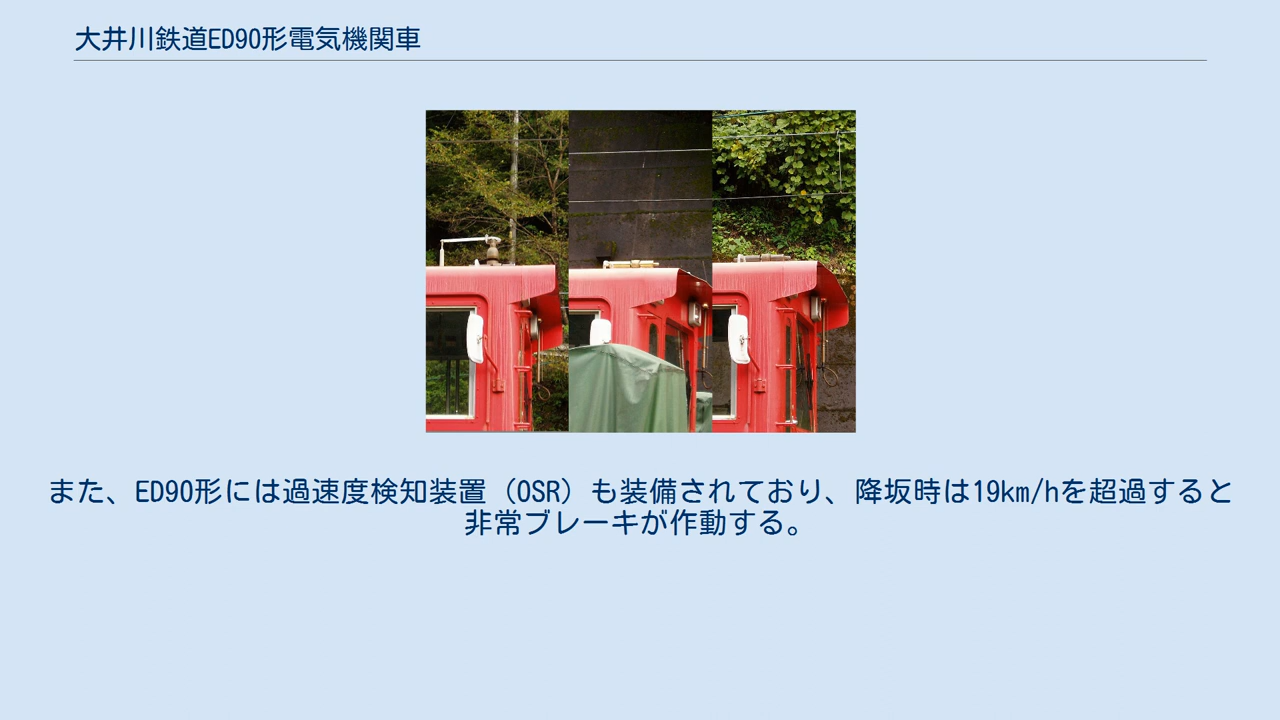 大井川鉄道ED90形電気機関車
また、ED90形には過速度検知装置（OSR）も装備されており、降坂時は19km/hを超過すると
非常ブレーキが作動する。